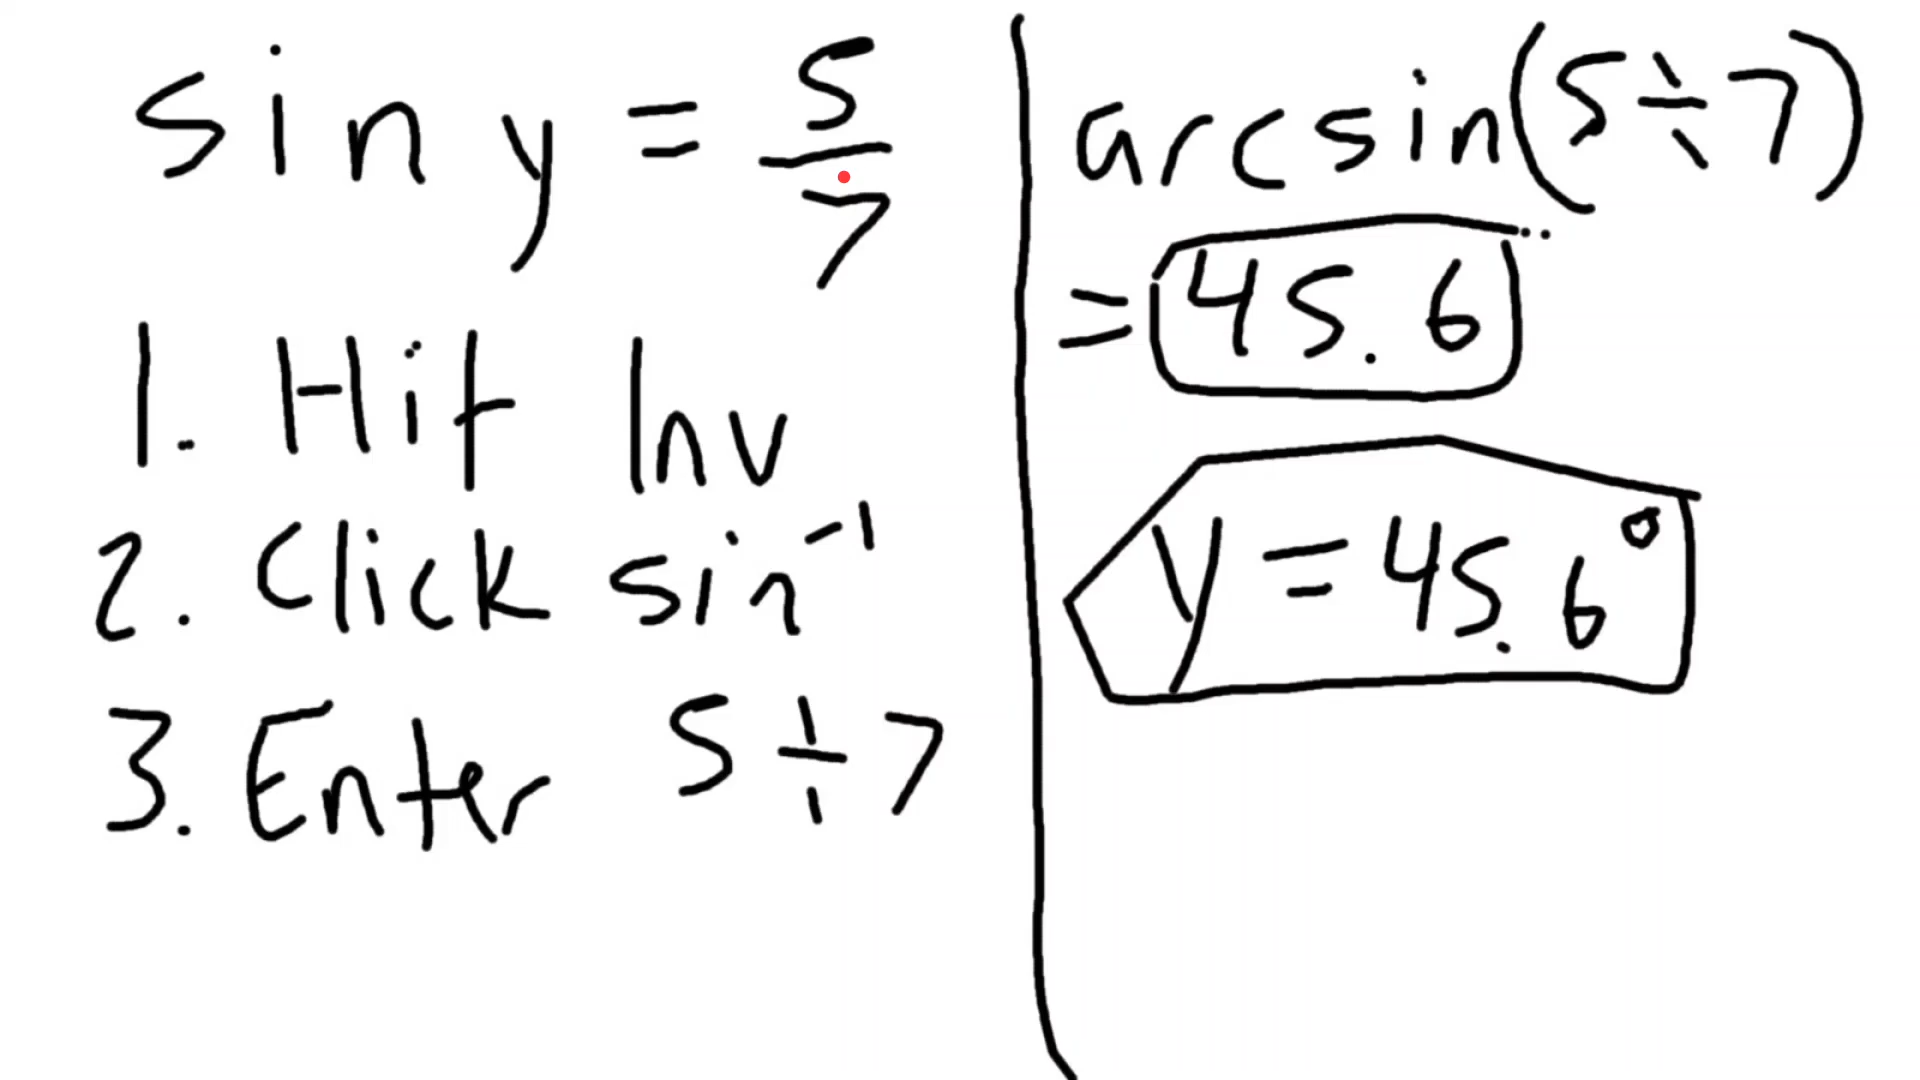 sin y = 5/7
1. Hit Inv
2. Click sin⁻¹
3. Enter 5÷7
arcsin(5÷7)
= 45.6
y = 45.6°